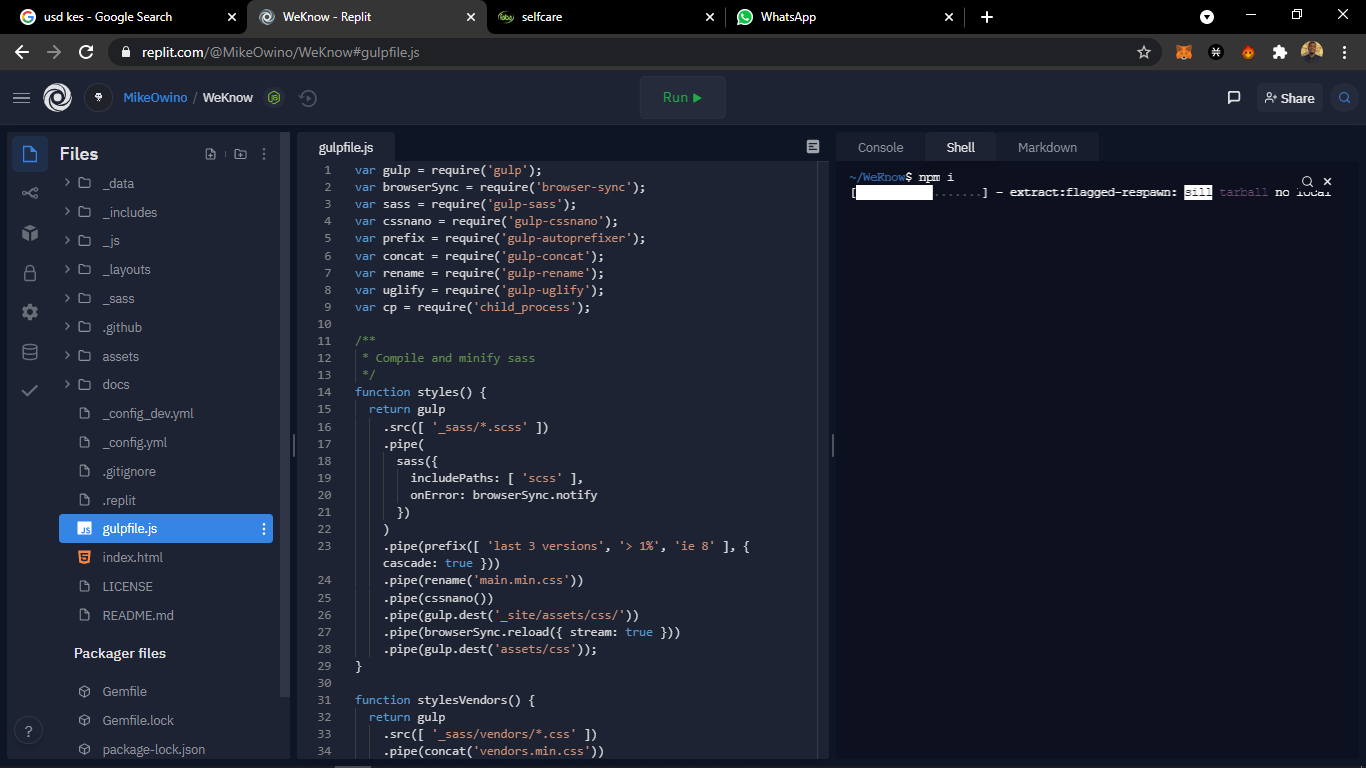 usd kes - Google Search
WeKnow - Replit
selfcare
WhatsApp
replit.com/@MikeOwino/WeKnow#gulpfile.js
MikeOwino / WeKnow
Run
Share
Files
_data
_includes
_js
_layouts
_sass
.github
assets
docs
_config_dev.yml
_config.yml
.gitignore
.replit
JS gulpfile.js
index.html
LICENSE
README.md
Packager files
Gemfile
Gemfile.lock
package-lock.json
?
gulpfile.js
1 var gulp = require('gulp');
2 var browserSync = require('browser-sync');
3 var sass = require('gulp-sass');
4 var cssnano = require('gulp-cssnano');
5 var prefix = require('gulp-autoprefixer');
6 var concat = require('gulp-concat');
7 var rename = require('gulp-rename');
8 var uglify = require('gulp-uglify');
9 var cp = require('child_process');
10
11 /**
12 * Compile and minify sass
13 */
14 function styles() {
15 return gulp
16 .src([ '_sass/*.scss' ])
17 .pipe(
18 sass({
19 includePaths: [ 'scss' ],
20 onError: browserSync.notify
21 })
22 )
23 .pipe(prefix([ 'last 3 versions', '> 1%', 'ie 8' ], {
cascade: true }))
24 .pipe(rename('main.min.css'))
25 .pipe(cssnano())
26 .pipe(gulp.dest('_site/assets/css/'))
27 .pipe(browserSync.reload({ stream: true }))
28 .pipe(gulp.dest('assets/css'));
29 }
30
31 function stylesVendors() {
32 return gulp
33 .src([ '_sass/vendors/*.css' ])
34 .pipe(concat('vendors.min.css'))
Console
Shell
Markdown
~/WeKnow$ npm i
[ .......] - extract:flagged-respawn: sill tarball no local